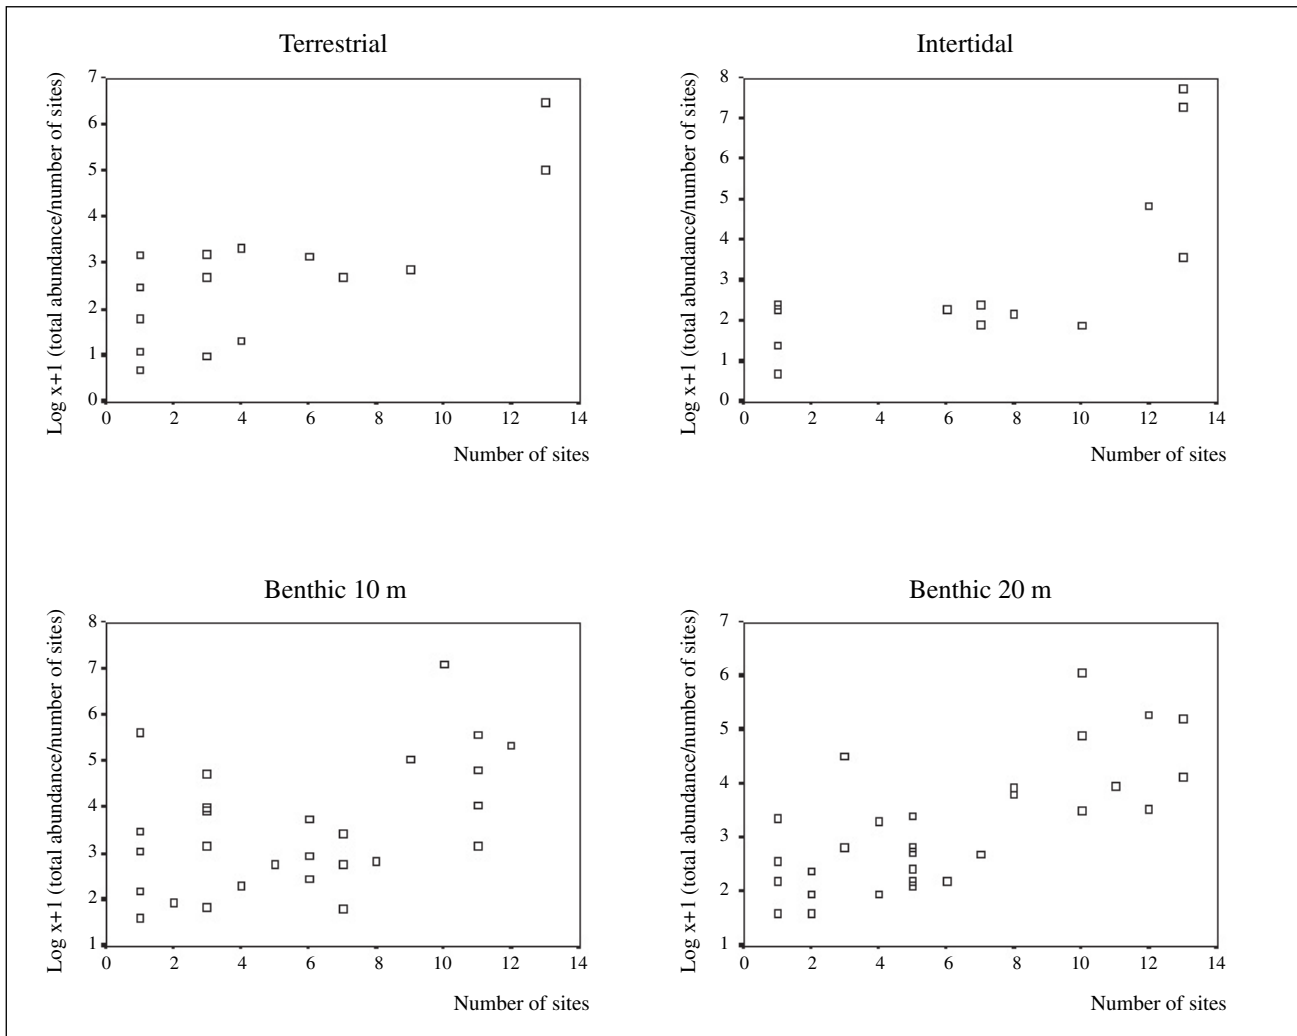 Terrestrial
Log x+1 (total abundance/number of sites)
7
6
5
4
3
2
1
0
0 2 4 6 8 10 12 14
Number of sites
Intertidal
Log x+1 (total abundance/number of sites)
8
7
6
5
4
3
2
1
0
0 2 4 6 8 10 12 14
Number of sites
Benthic 10 m
Log x+1 (total abundance/number of sites)
8
7
6
5
4
3
2
1
0 2 4 6 8 10 12 14
Number of sites
Benthic 20 m
Log x+1 (total abundance/number of sites)
7
6
5
4
3
2
1
0 2 4 6 8 10 12 14
Number of sites